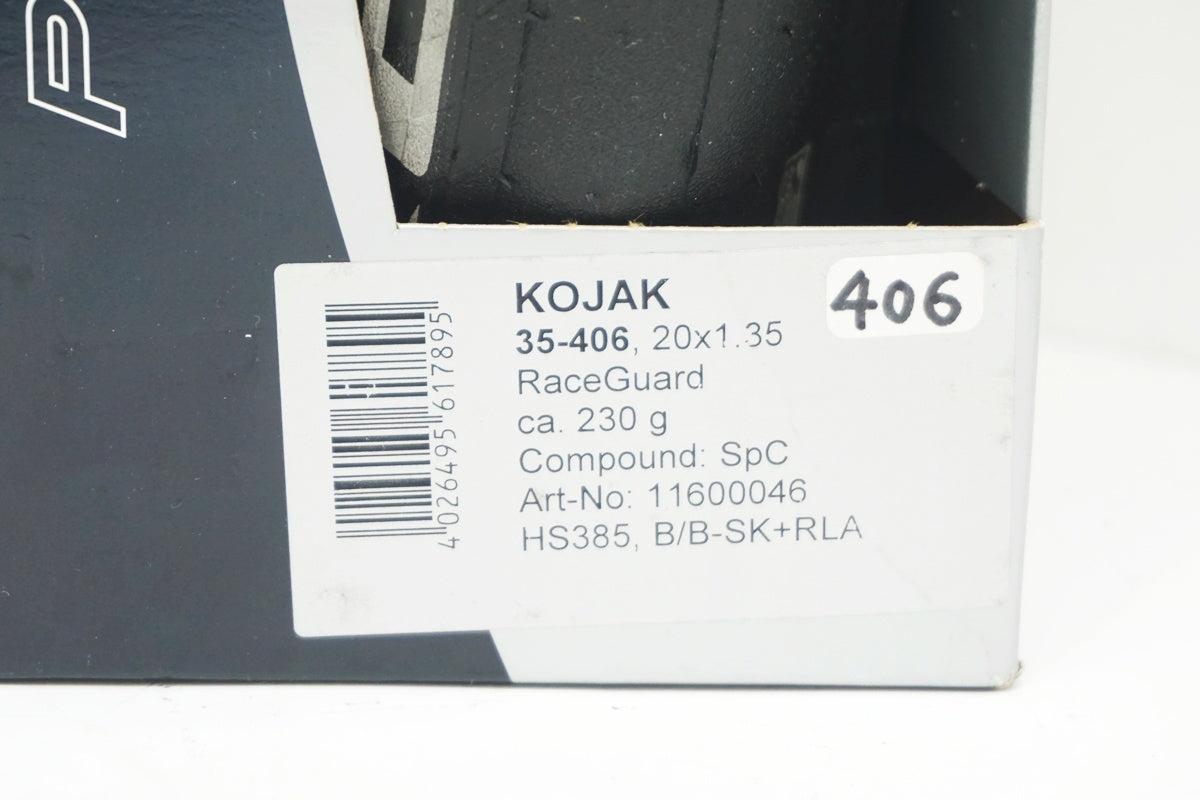 P
KOJAK
406
35-406, 20x1.35
RaceGuard
ca. 230 g
Compound: SpC
Art-No: 11600046
HS385, B/B-SK+RLA
4 026495 617895